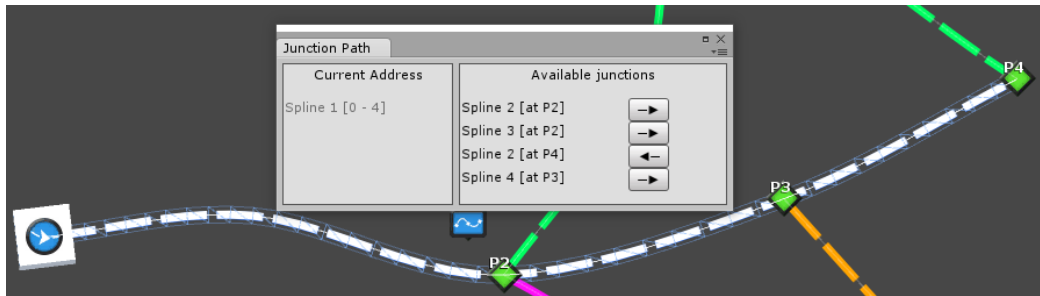 Junction Path
Current Address
Spline 1 [0 - 4]
Available junctions
Spline 2 [at P2]
Spline 3 [at P2]
Spline 2 [at P4]
Spline 4 [at P3]
P4
P3
P2